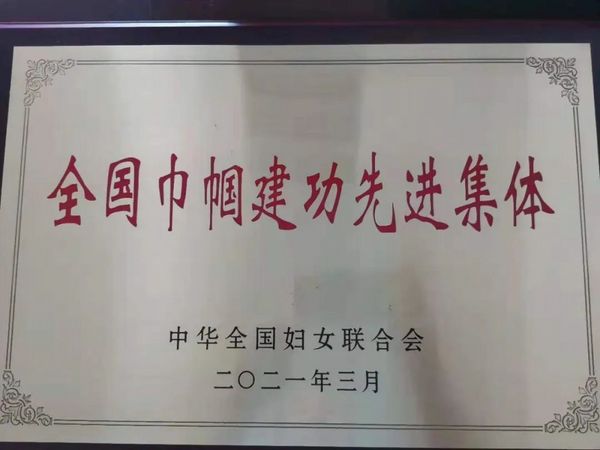 全国巾帼建功先进集体
中华全国妇女联合会
二〇二一年三月